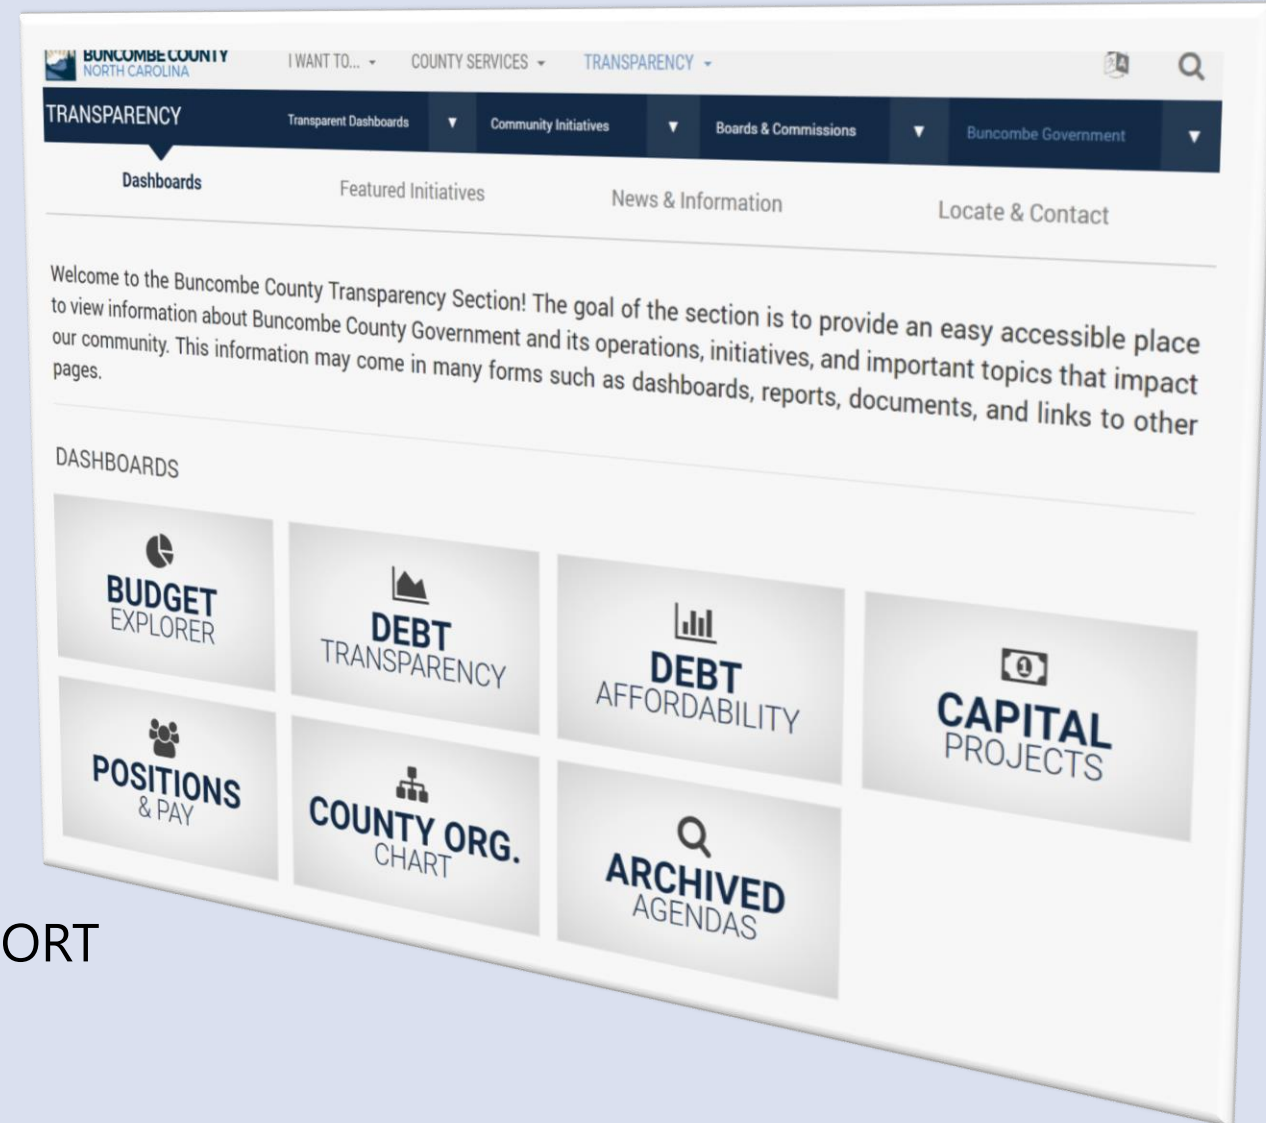 BUNCOMBE COUNTY
NORTH CAROLINA
I WANT TO...
COUNTY SERVICES
TRANSPARENCY
TRANSPARENCY
Transparent Dashboards
Community Initiatives
Boards & Commissions
Buncombe Government
Dashboards
Featured Initiatives
News & Information
Locate & Contact
Welcome to the Buncombe County Transparency Section! The goal of the section is to provide an easy accessible place
to view information about Buncombe County Government and its operations, initiatives, and important topics that impact
our community. This information may come in many forms such as dashboards, reports, documents, and links to other
pages.
DASHBOARDS
BUDGET
EXPLORER
DEBT
TRANSPARENCY
DEBT
AFFORDABILITY
CAPITAL
PROJECTS
POSITIONS
& PAY
COUNTY ORG.
CHART
ARCHIVED
AGENDAS
ORT